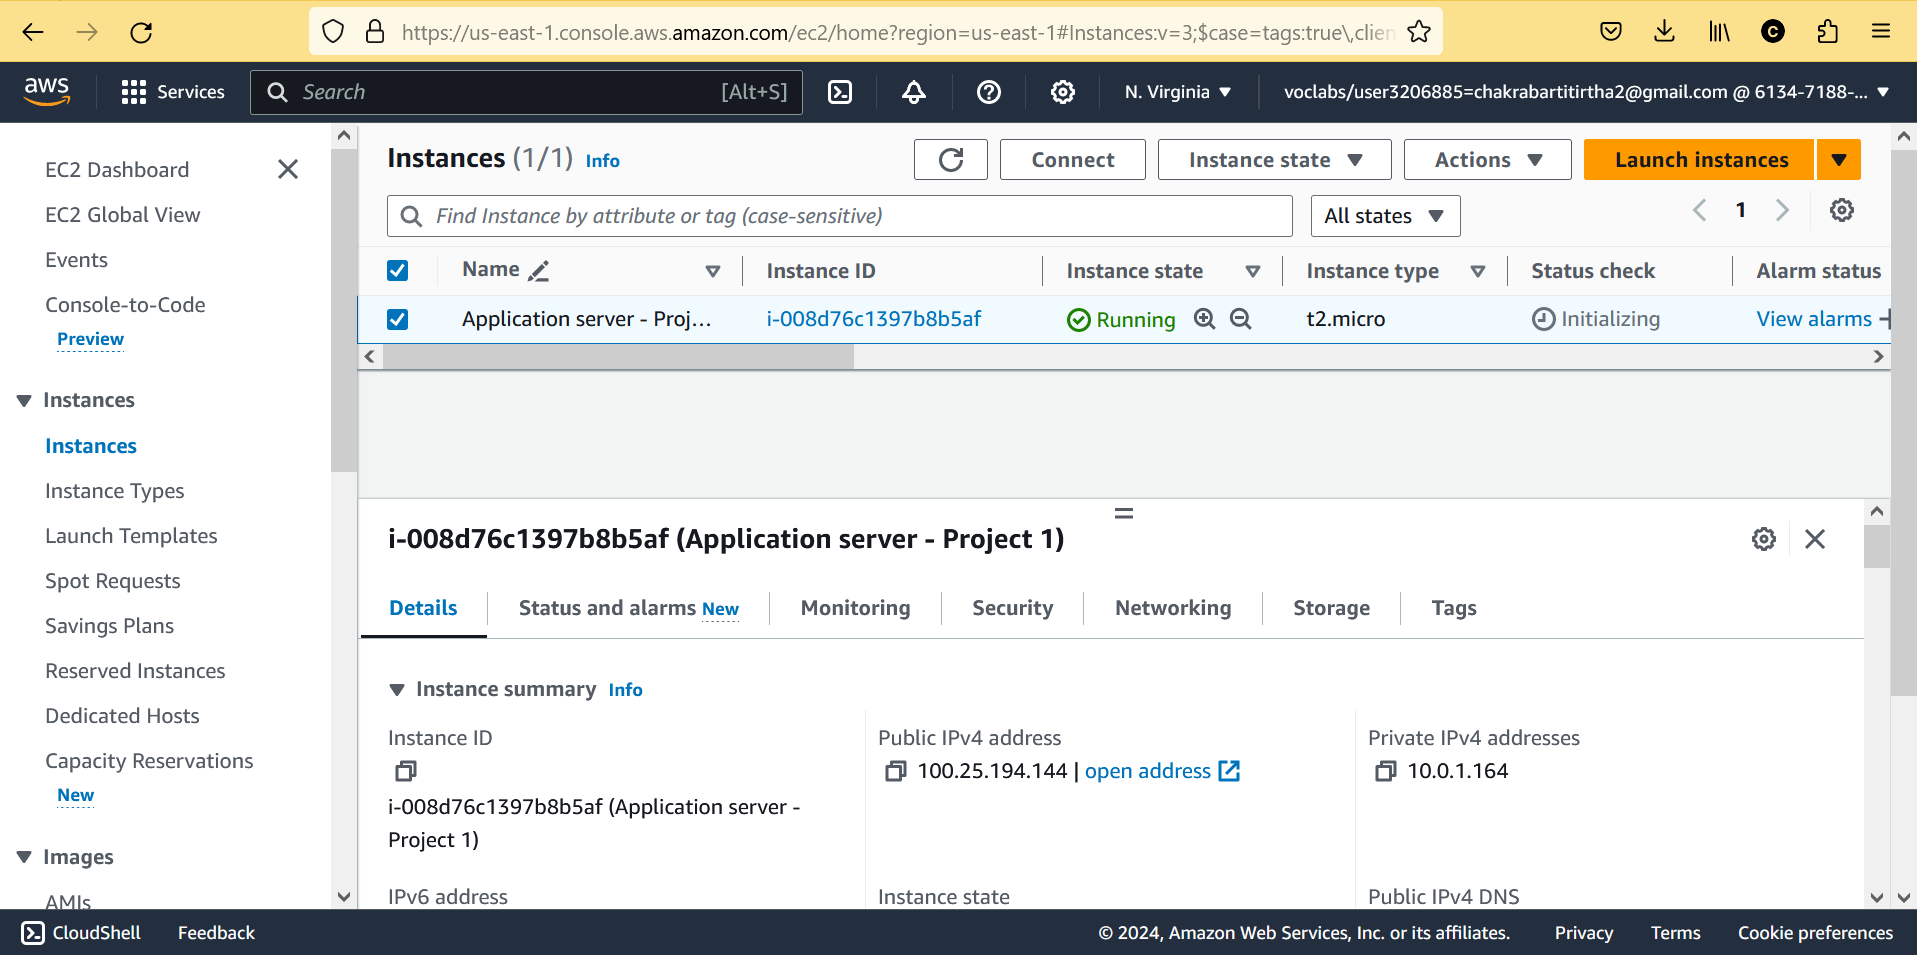 https://us-east-1.console.aws.amazon.com/ec2/home?region=us-east-1#Instances:v=3;$case=tags:true\,clien
aws Services Search [Alt+S] N. Virginia voclabs/user3206885=chakrabartitirtha2@gmail.com @ 6134-7188-...
EC2 Dashboard
EC2 Global View
Events
Console-to-Code
Preview
Instances
Instances
Instance Types
Launch Templates
Spot Requests
Savings Plans
Reserved Instances
Dedicated Hosts
Capacity Reservations
New
Images
AMIs
Instances (1/1) Info Connect Instance state Actions Launch instances
Find Instance by attribute or tag (case-sensitive) All states 1
Name Instance ID Instance state Instance type Status check Alarm status
Application server - Proj... i-008d76c1397b8b5af Running t2.micro Initializing View alarms
i-008d76c1397b8b5af (Application server - Project 1)
Details Status and alarms New Monitoring Security Networking Storage Tags
Instance summary Info
Instance ID
i-008d76c1397b8b5af (Application server -
Project 1)
Public IPv4 address
100.25.194.144 | open address
Private IPv4 addresses
10.0.1.164
IPv6 address Instance state Public IPv4 DNS
CloudShell Feedback © 2024, Amazon Web Services, Inc. or its affiliates. Privacy Terms Cookie preferences